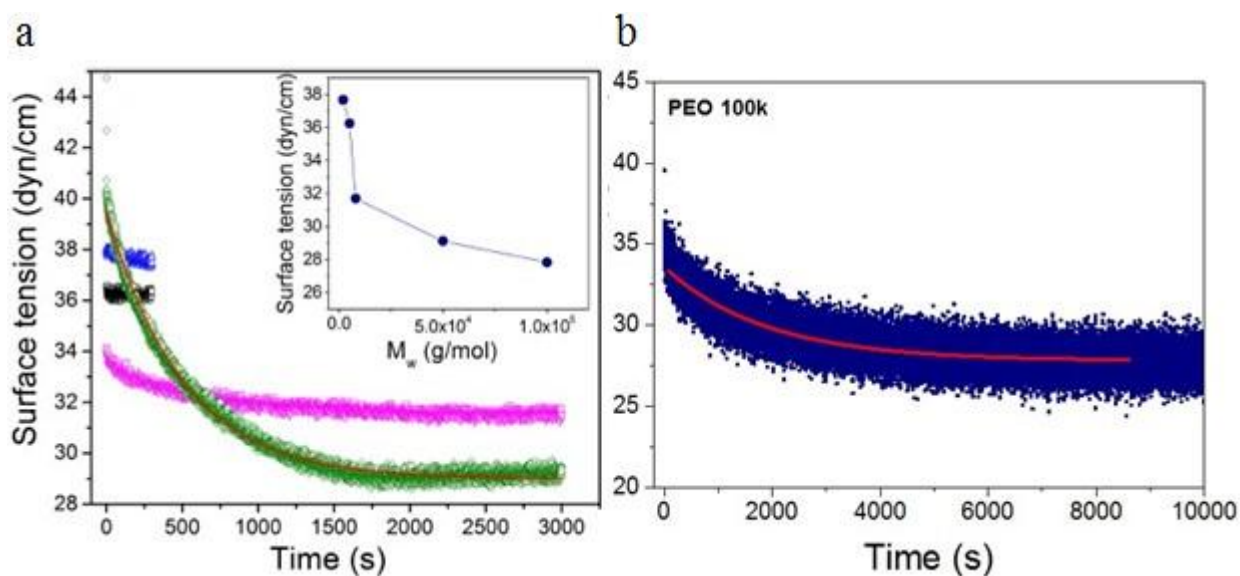 a
Surface tension (dyn/cm)
44
42
40
38
36
34
32
30
28
0 500 1000 1500 2000 2500 3000
Time (s)
Surface tension (dyn/cm)
38
36
34
32
30
28
26
0.0 5.0x10⁴ 1.0x10⁵
M_w (g/mol)
b
PEO 100k
45
40
35
30
25
20
0 2000 4000 6000 8000 10000
Time (s)